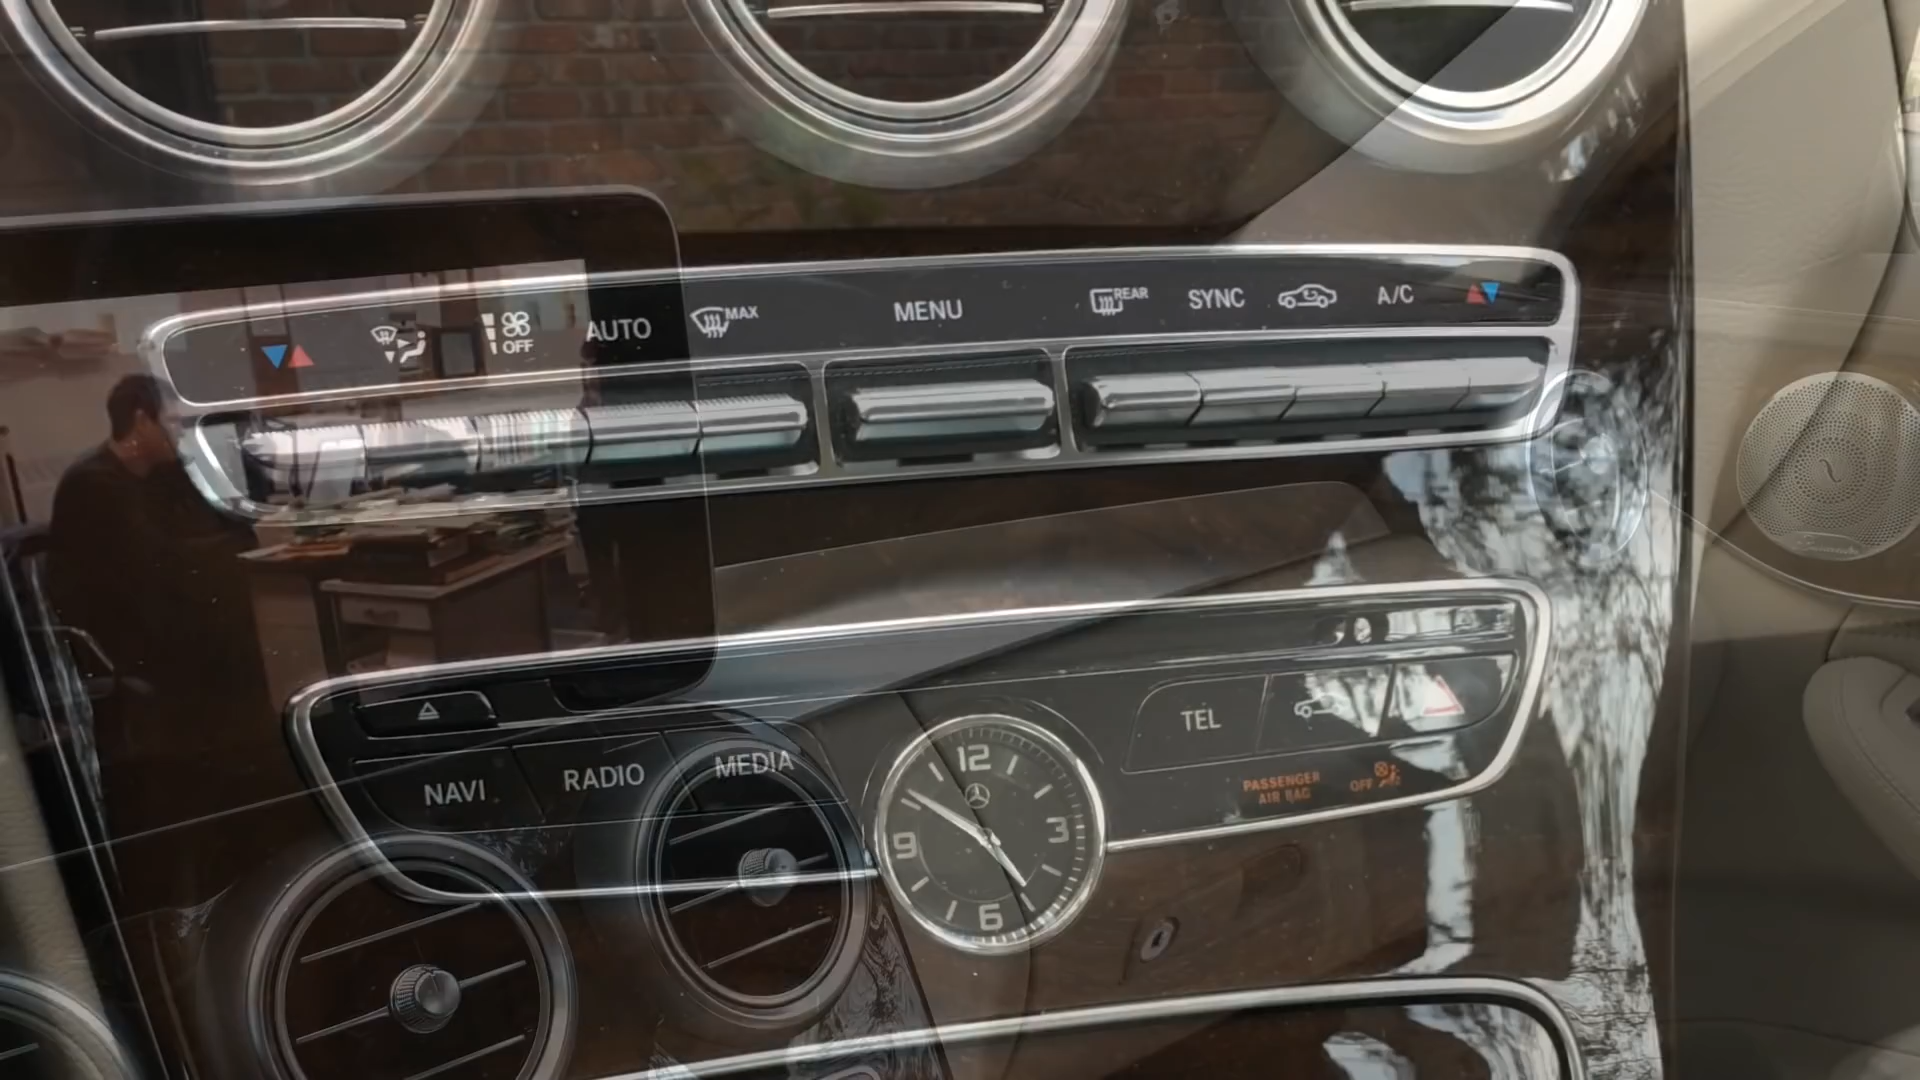 OFF
AUTO
MAX
MENU
REAR
SYNC
A/C
NAVI
RADIO
MEDIA
12
3
6
9
TEL
PASSENGER
AIR BAG
OFF